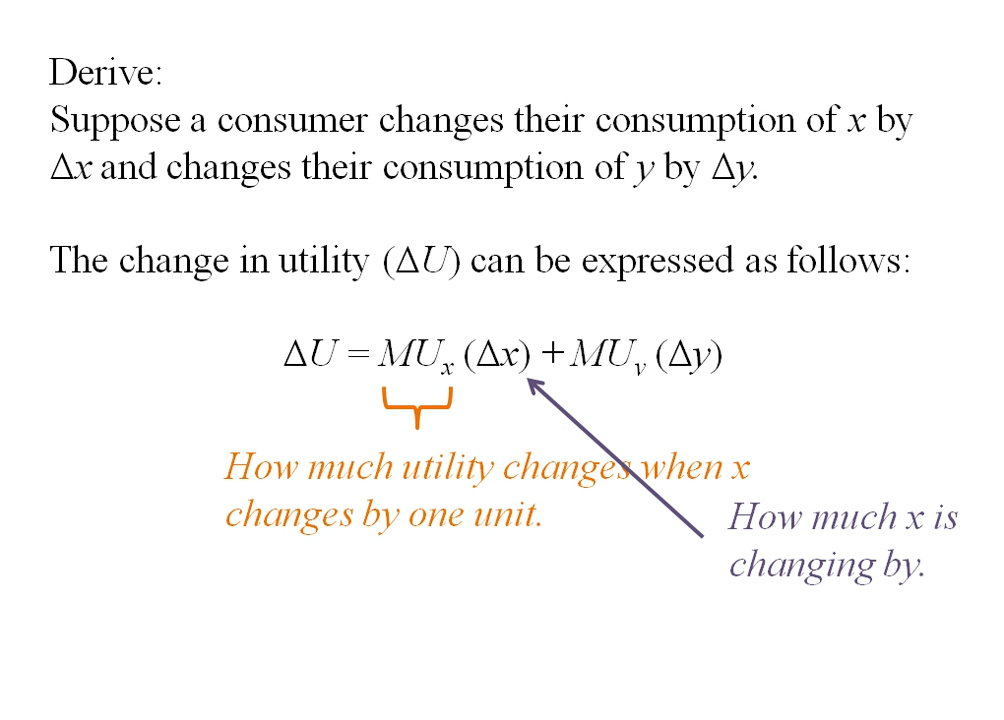 Derive:
Suppose a consumer changes their consumption of x by
Δx and changes their consumption of y by Δy.
The change in utility (ΔU) can be expressed as follows:
ΔU = MUₓ (Δx) + MUᵧ (Δy)
How much utility changes when x
changes by one unit.
How much x is
changing by.